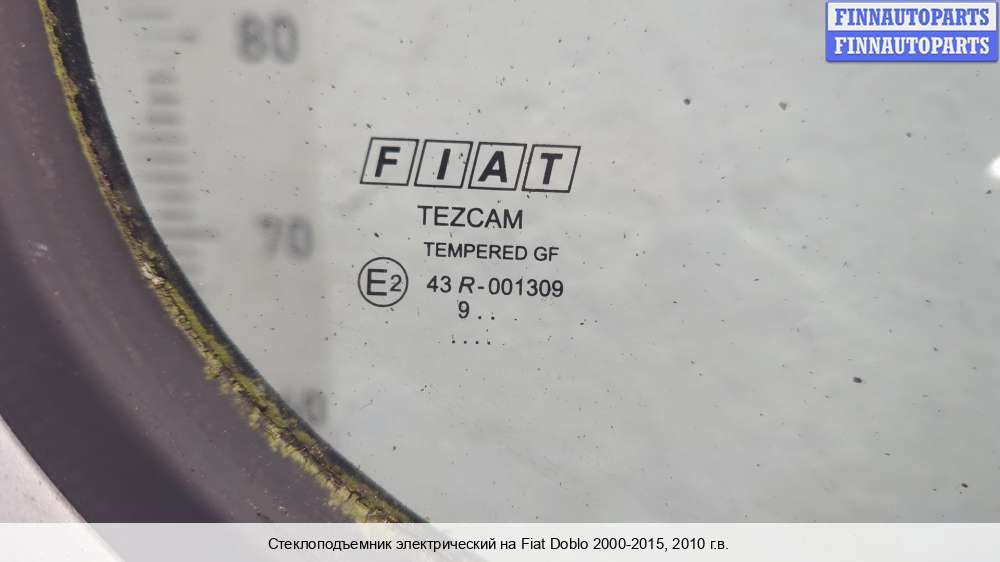 FINNAUTOPARTS
FINNAUTOPARTS
80
70
FIAT
TEZCAM
TEMPERED GF
E2 43 R-001309
9 . .
. . . .
Стеклоподъемник электрический на Fiat Doblo 2000-2015, 2010 г.в.